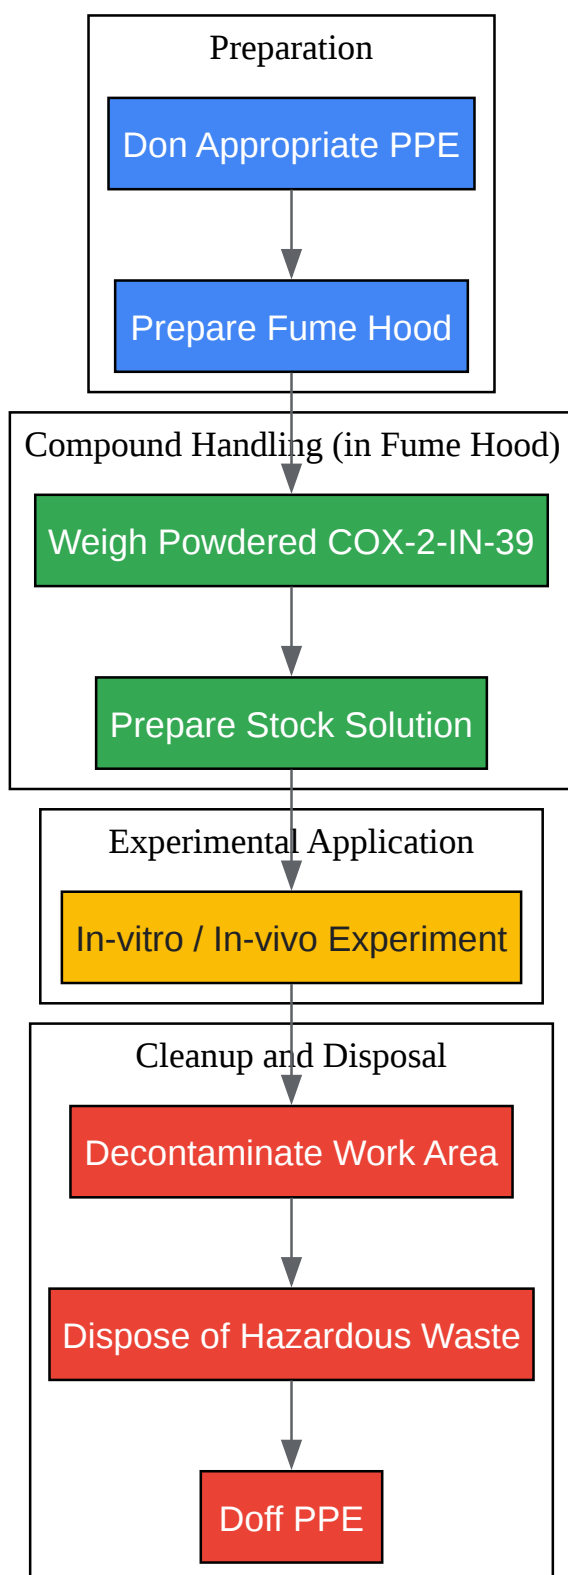 Preparation
Don Appropriate PPE
Prepare Fume Hood
Compound Handling (in Fume Hood)
Weigh Powdered COX-2-IN-39
Prepare Stock Solution
Experimental Application
In-vitro / In-vivo Experiment
Cleanup and Disposal
Decontaminate Work Area
Dispose of Hazardous Waste
Doff PPE